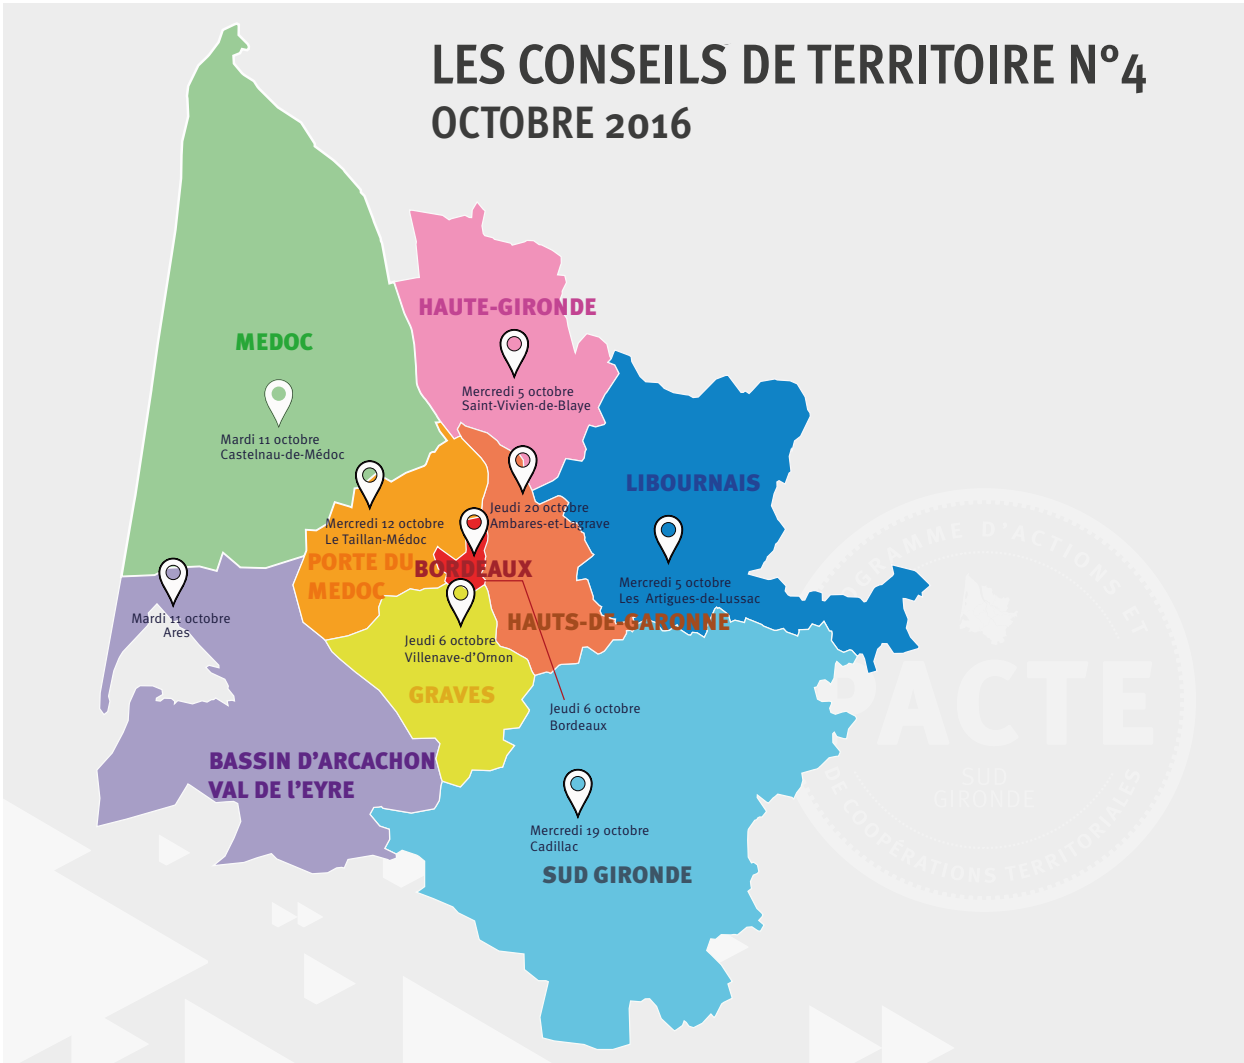 LES CONSEILS DE TERRITOIRE N°4
OCTOBRE 2016
HAUTE-GIRONDE
MEDOC
Mercredi 5 octobre
Saint-Vivien-de-Blaye
Mardi 11 octobre
Castelnau-de-Médoc
LIBOURNAIS
Jeudi 20 octobre
Ambares-et-Lagrave
Mercredi 12 octobre
Le Taillan-Médoc
PORTE DU
MEDOC
BORDEAUX
Mercredi 5 octobre
Les Artigues-de-Lussac
Mardi 11 octobre
Ares
HAUTS-DE-GARONNE
Jeudi 6 octobre
Villenave-d'Ornon
GRAVES
Jeudi 6 octobre
Bordeaux
BASSIN D'ARCACHON
VAL DE l'EYRE
Mercredi 19 octobre
Cadillac
SUD GIRONDE
D'ACTIONS
PACTE
SUD
GIRONDE
DE COOPÉRATIONS TERRITORIALES